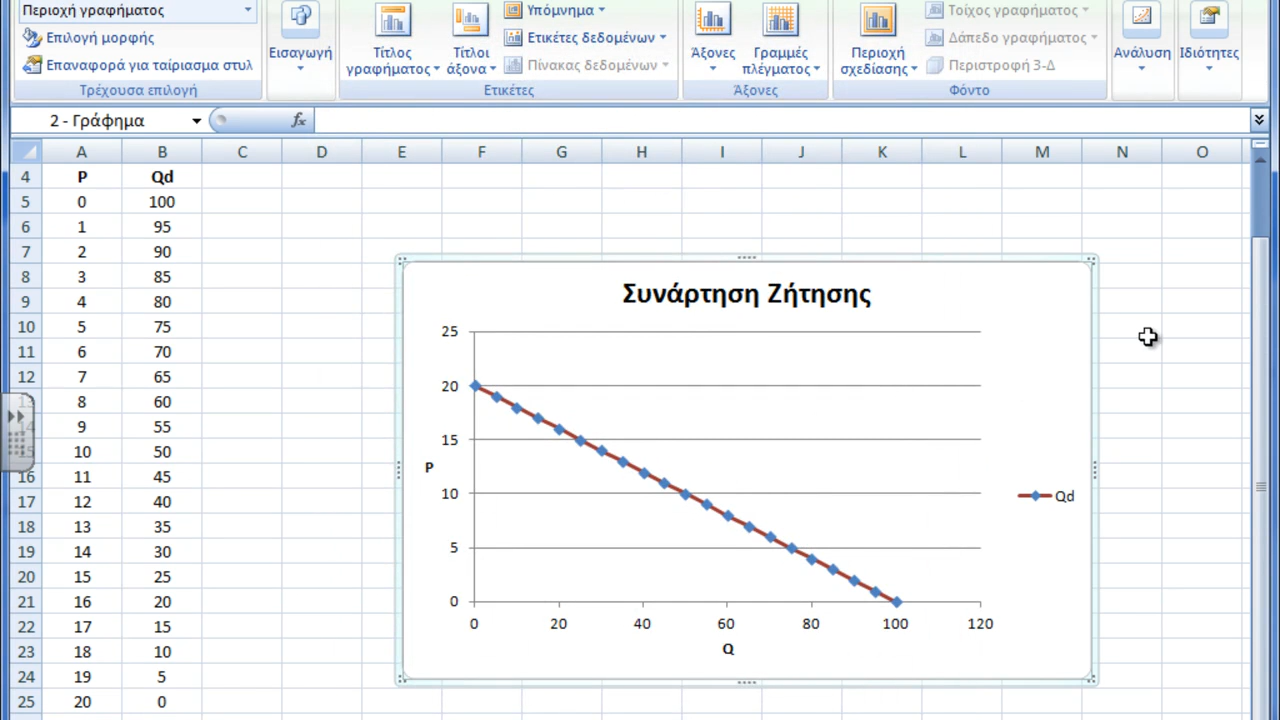 Περιοχή γραφήματος
Επιλογή μορφής
Επαναφορά για ταίριασμα στυλ
Τρέχουσα επιλογή
Εισαγωγή
Τίτλος γραφήματος
Τίτλοι άξονα
Υπόμνημα
Ετικέτες δεδομένων
Πίνακας δεδομένων
Ετικέτες
Άξονες
Γραμμές πλέγματος
Άξονες
Περιοχή σχεδίασης
Τοίχος γραφήματος
Δάπεδο γραφήματος
Περιστροφή 3-Δ
Φόντο
Ανάλυση
Ιδιότητες
2 - Γράφημα fx
A B C D E F G H I J K L M N O
4 P Qd
5 0 100
6 1 95
7 2 90
8 3 85
9 4 80
10 5 75
11 6 70
12 7 65
13 8 60
14 9 55
15 10 50
16 11 45
17 12 40
18 13 35
19 14 30
20 15 25
21 16 20
22 17 15
23 18 10
24 19 5
25 20 0
Συνάρτηση Ζήτησης
25
20
15
P
10
5
0
0 20 40 60 80 100 120
Q
Qd